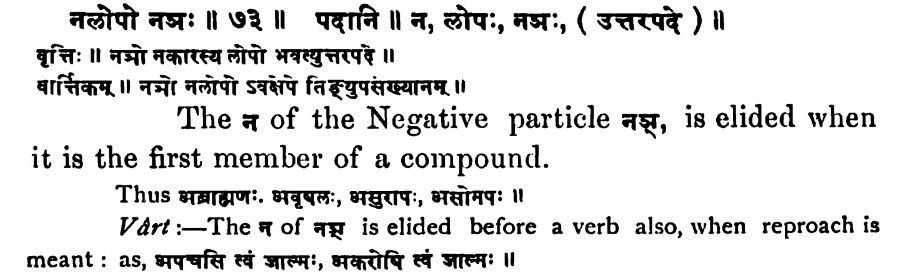 नलोपो नञः ॥ ७३ ॥ पदानि ॥ न, लोपः, नञः, ( उत्तरपदे ) ॥
वृत्तिः ॥ नञो नकारस्य लोपो भवत्युत्तरपदे ॥
वार्त्तिकम् ॥ नञो नलोपो ऽवक्षेपे तिङ्युपसंख्यानम् ॥
The न of the Negative particle नञ्, is elided when
it is the first member of a compound.
Thus अब्राह्मणः. अवृषलः, असुरापः, असोमपः ॥
Vârt :—The न of नञ् is elided before a verb also, when reproach is
meant : as, अपचसि त्वं जाल्मः, अकरोषि त्वं जाल्मः ॥